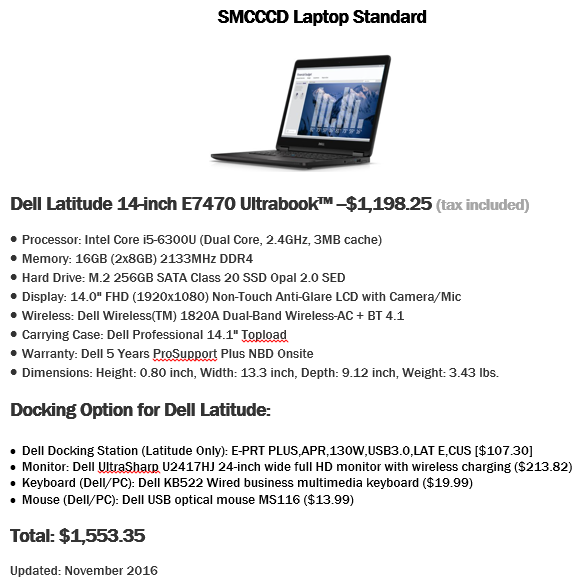 SMCCCD Laptop Standard
Dell Latitude 14-inch E7470 Ultrabook™ –$1,198.25 (tax included)
• Processor: Intel Core i5-6300U (Dual Core, 2.4GHz, 3MB cache)
• Memory: 16GB (2x8GB) 2133MHz DDR4
• Hard Drive: M.2 256GB SATA Class 20 SSD Opal 2.0 SED
• Display: 14.0" FHD (1920x1080) Non-Touch Anti-Glare LCD with Camera/Mic
• Wireless: Dell Wireless(TM) 1820A Dual-Band Wireless-AC + BT 4.1
• Carrying Case: Dell Professional 14.1" Topload
• Warranty: Dell 5 Years ProSupport Plus NBD Onsite
• Dimensions: Height: 0.80 inch, Width: 13.3 inch, Depth: 9.12 inch, Weight: 3.43 lbs.
Docking Option for Dell Latitude:
• Dell Docking Station (Latitude Only): E-PRT PLUS,APR,130W,USB3.0,LAT E,CUS [$107.30]
• Monitor: Dell UltraSharp U2417HJ 24-inch wide full HD monitor with wireless charging ($213.82)
• Keyboard (Dell/PC): Dell KB522 Wired business multimedia keyboard ($19.99)
• Mouse (Dell/PC): Dell USB optical mouse MS116 ($13.99)
Total: $1,553.35
Updated: November 2016